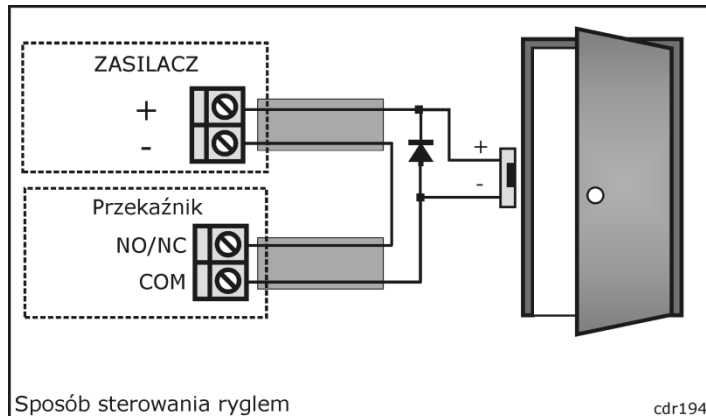 ZASILACZ
+
-
+
-
Przekaźnik
NO/NC
COM
Sposób sterowania ryglem
cdr194